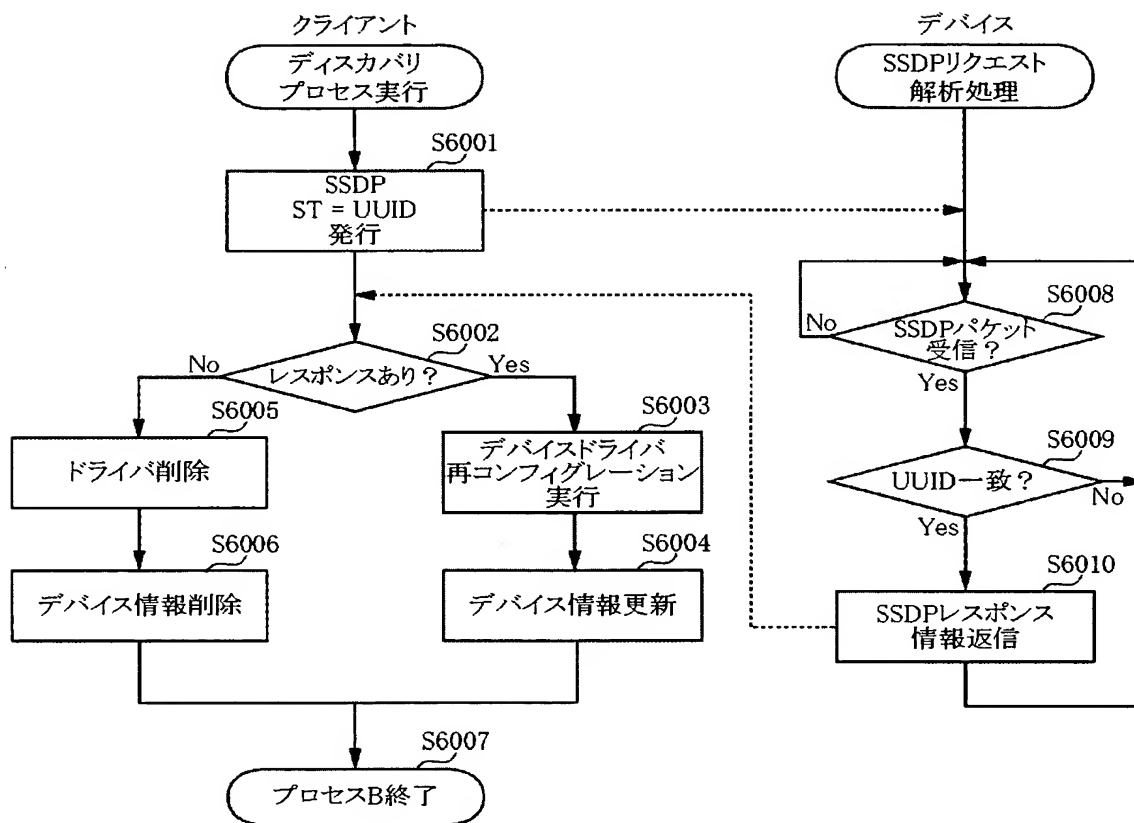 クライアント
ディスカバリ
プロセス実行
S6001
SSDP
ST = UUID
発行
S6002
No
レスポンスあり？
Yes
S6005
ドライバ削除
S6003
デバイスドライバ
再コンフィグレーション
実行
S6006
デバイス情報削除
S6004
デバイス情報更新
S6007
プロセスB終了
デバイス
SSDPリクエスト
解析処理
S6008
No
SSDPパケット
受信？
Yes
S6009
UUID一致？
No
Yes
S6010
SSDPレスポンス
情報返信